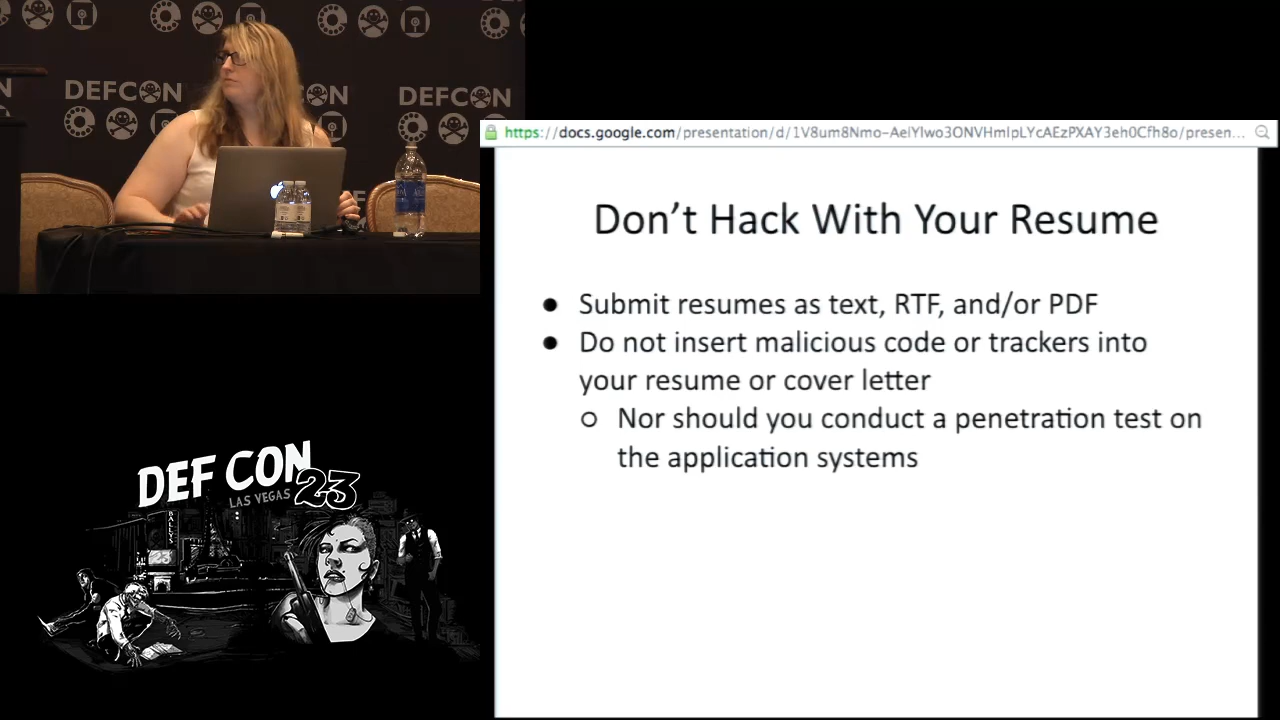 DEFCON
DEFCON
https://docs.google.com/presentation/d/1V8um8Nmo-AeiYlwo3ONVHmlpLYcAEzPXAY3eh0Cfh8o/presen...
Don't Hack With Your Resume
● Submit resumes as text, RTF, and/or PDF
● Do not insert malicious code or trackers into
your resume or cover letter
○ Nor should you conduct a penetration test on
the application systems
DEF CON
LAS VEGAS 23
BALLYS